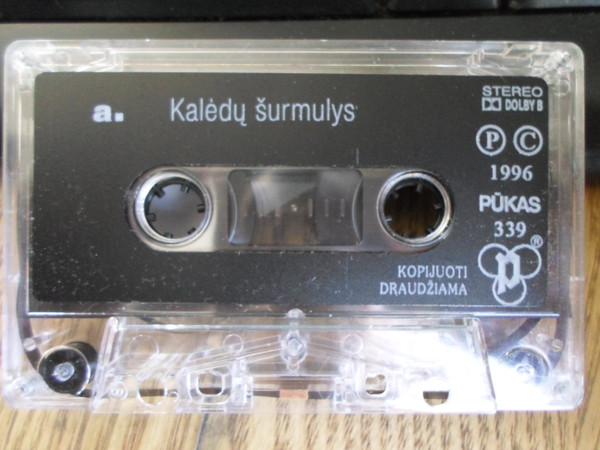 a. Kalėdų šurmulys
STEREO
DOLBY B
Ⓟ Ⓒ
1996
PŪKAS
339
®
P
KOPIJUOTI
DRAUDŽIAMA